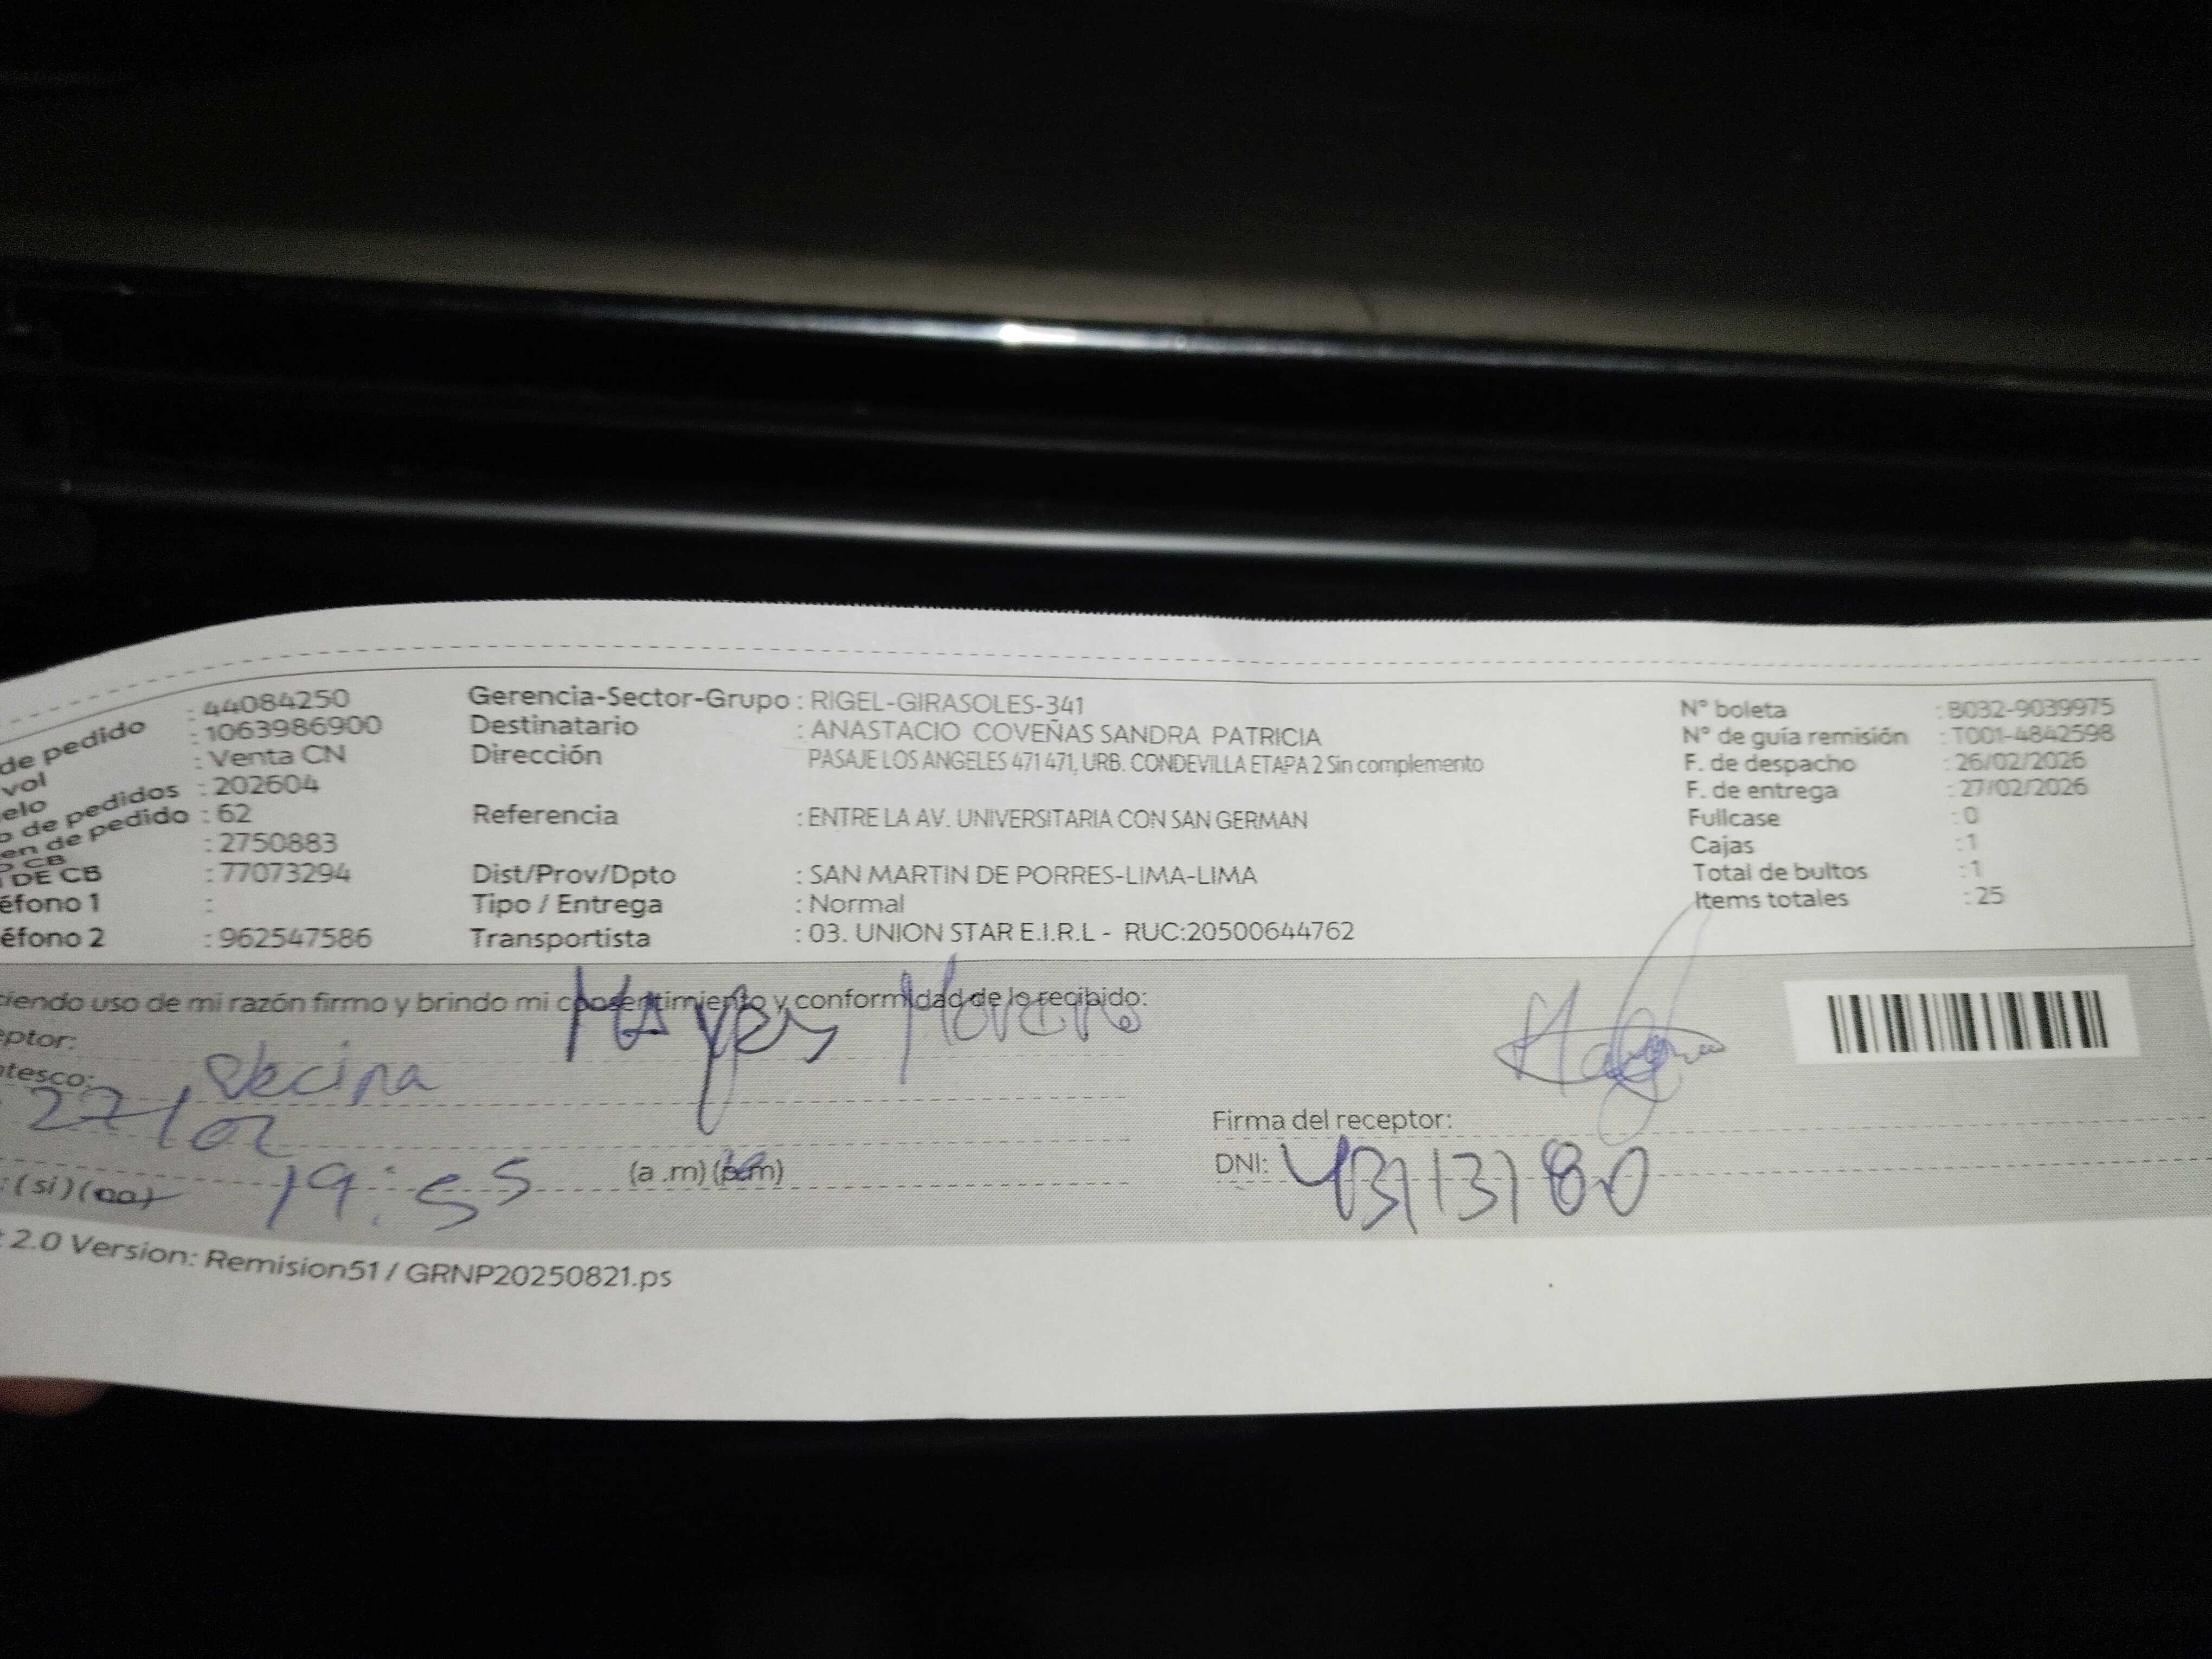 : 44084250 Gerencia-Sector-Grupo : RIGEL-GIRASOLES-341 N° boleta : B032-9039975
de pedido : 1063986900 Destinatario : ANASTACIO COVEÑAS SANDRA PATRICIA N° de guía remisión : T001-4842598
vol : Venta CN Dirección PASAJE LOS ANGELES 471 471, URB. CONDEVILLA ETAPA 2 Sin complemento F. de despacho : 26/02/2026
elo : 202604 F. de entrega : 27/02/2026
o de pedidos : 62 Referencia : ENTRE LA AV. UNIVERSITARIA CON SAN GERMAN Fullcase : 0
en de pedido : 2750883 Cajas : 1
O CB
DE CB : 77073294 Dist/Prov/Dpto : SAN MARTIN DE PORRES-LIMA-LIMA Total de bultos : 1
éfono 1 : Tipo / Entrega : Normal Items totales : 25
éfono 2 : 962547586 Transportista : 03. UNION STAR E.I.R.L - RUC:20500644762
ciendo uso de mi razón firmo y brindo mi consentimiento y conformidad de lo recibido:
eptor:
ntesco: Vecina
27/02 Firma del receptor:
: (si) (no) 19:55 (a .m) (p.m) DNI: 43113180
t 2.0 Version: Remision51 / GRNP20250821.ps